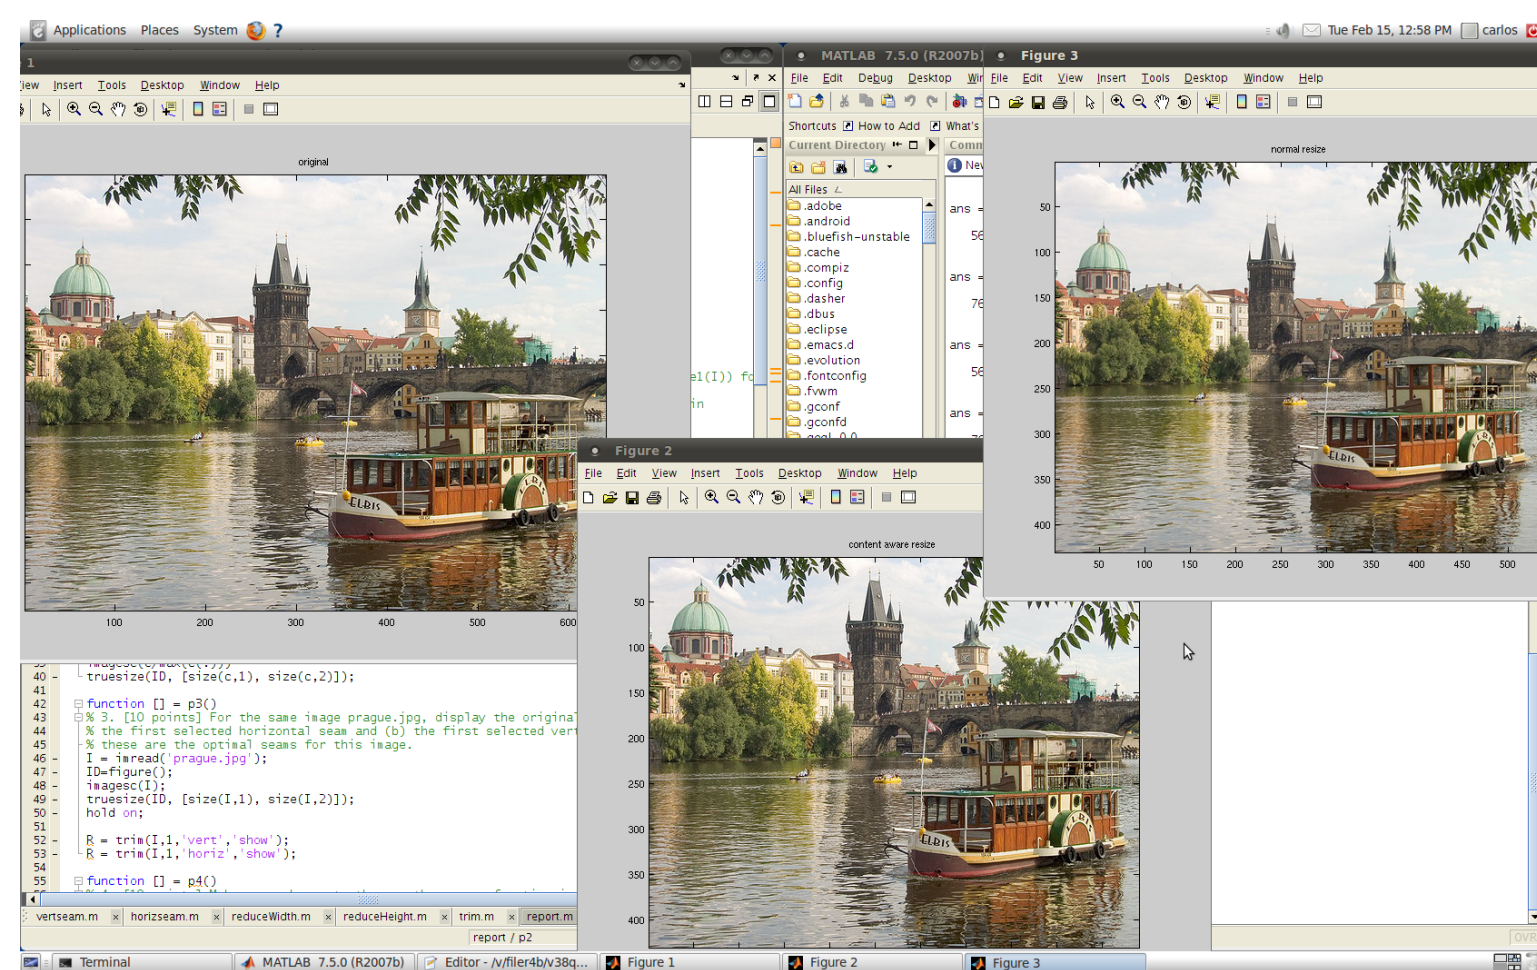 Applications Places System ?
Tue Feb 15, 12:58 PM carlos
1
View Insert Tools Desktop Window Help
original
100 200 300 400 500 600
MATLAB 7.5.0 (R2007b)
File Edit Debug Desktop
Shortcuts How to Add What's
Current Directory
All Files
.adobe
.android
.bluefish-unstable
.cache
.compiz
.config
.dasher
.dbus
.eclipse
.emacs.d
.evolution
.fontconfig
.fvwm
.gconf
.gconfd
ans =
56
ans =
76
ans =
56
ans =
Figure 3
File Edit View Insert Tools Desktop Window Help
normal resize
50
100
150
200
250
300
350
400
50 100 150 200 250 300 350 400 450 500
ELBIS
Figure 2
File Edit View Insert Tools Desktop Window Help
content aware resize
50
100
150
200
250
300
350
400
ELBIS
ELBIS
40 truesize(ID, [size(c,1), size(c,2)]);
41
42 function [] = p3()
43 % 3. [10 points] For the same image prague.jpg, display the original
44 % the first selected horizontal seam and (b) the first selected vert
45 % these are the optimal seams for this image.
46 - I = imread('prague.jpg');
47 - ID=figure();
48 - imagesc(I);
49 - truesize(ID, [size(I,1), size(I,2)]);
50 - hold on;
51
52 - R = trim(I,1,'vert','show');
53 - R = trim(I,1,'horiz','show');
54
55 function [] = p4()
vertseam.m × horizseam.m × reduceWidth.m × reduceHeight.m × trim.m × report.m
report / p2
OVR
Terminal MATLAB 7.5.0 (R2007b) Editor - /v/filer4b/v38q... Figure 1 Figure 2 Figure 3